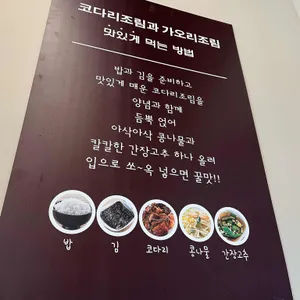 코다리조림과 가오리조림
맛있게 먹는 방법
밥과 김을 준비하고
맛있게 매운 코다리조림을
양념과 함께
듬뿍 얹어
아삭아삭 콩나물과
칼칼한 간장고추 하나 올려
입으로 쏘~옥 넣으면 꿀맛!!
밥 김 코다리 콩나물 간장고추